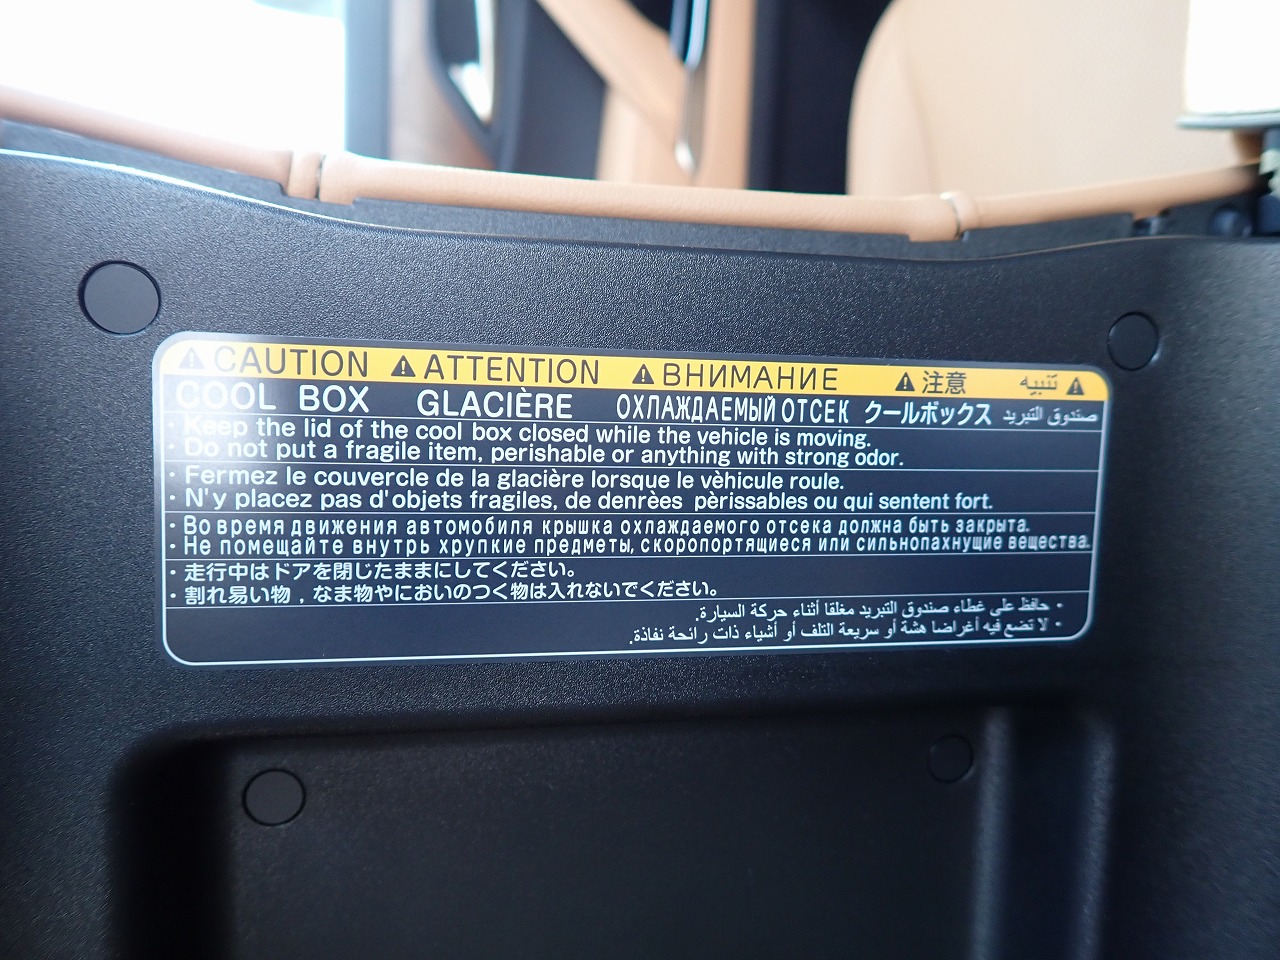 ⚠ CAUTION ⚠ ATTENTION ⚠ ВНИМАНИЕ ⚠ 注意 ⚠ تنبيه
COOL BOX GLACIÈRE ОХЛАЖДАЕМЫЙ ОТСЕК クールボックス صندوق التبريد
・Keep the lid of the cool box closed while the vehicle is moving.
・Do not put a fragile item, perishable or anything with strong odor.
・Fermez le couvercle de la glacière lorsque le vèhicule roule.
・N'y placez pas d'objets fragiles, de denrèes pèrissables ou qui sentent fort.
・Во время движения автомобиля крышка охлаждаемого отсека должна быть закрыта.
・Не помещайте внутрь хрупкие предметы, скоропортящиеся или сильнопахнущие вещества.
・走行中はドアを閉じたままにしてください。
・割れ易い物，なま物やにおいのつく物は入れないでください。
・حافظ على غطاء صندوق التبريد مغلقا أثناء حركة السيارة.
・لا تضع فيه أغراضا هشة أو سريعة التلف أو أشياء ذات رائحة نفاذة.